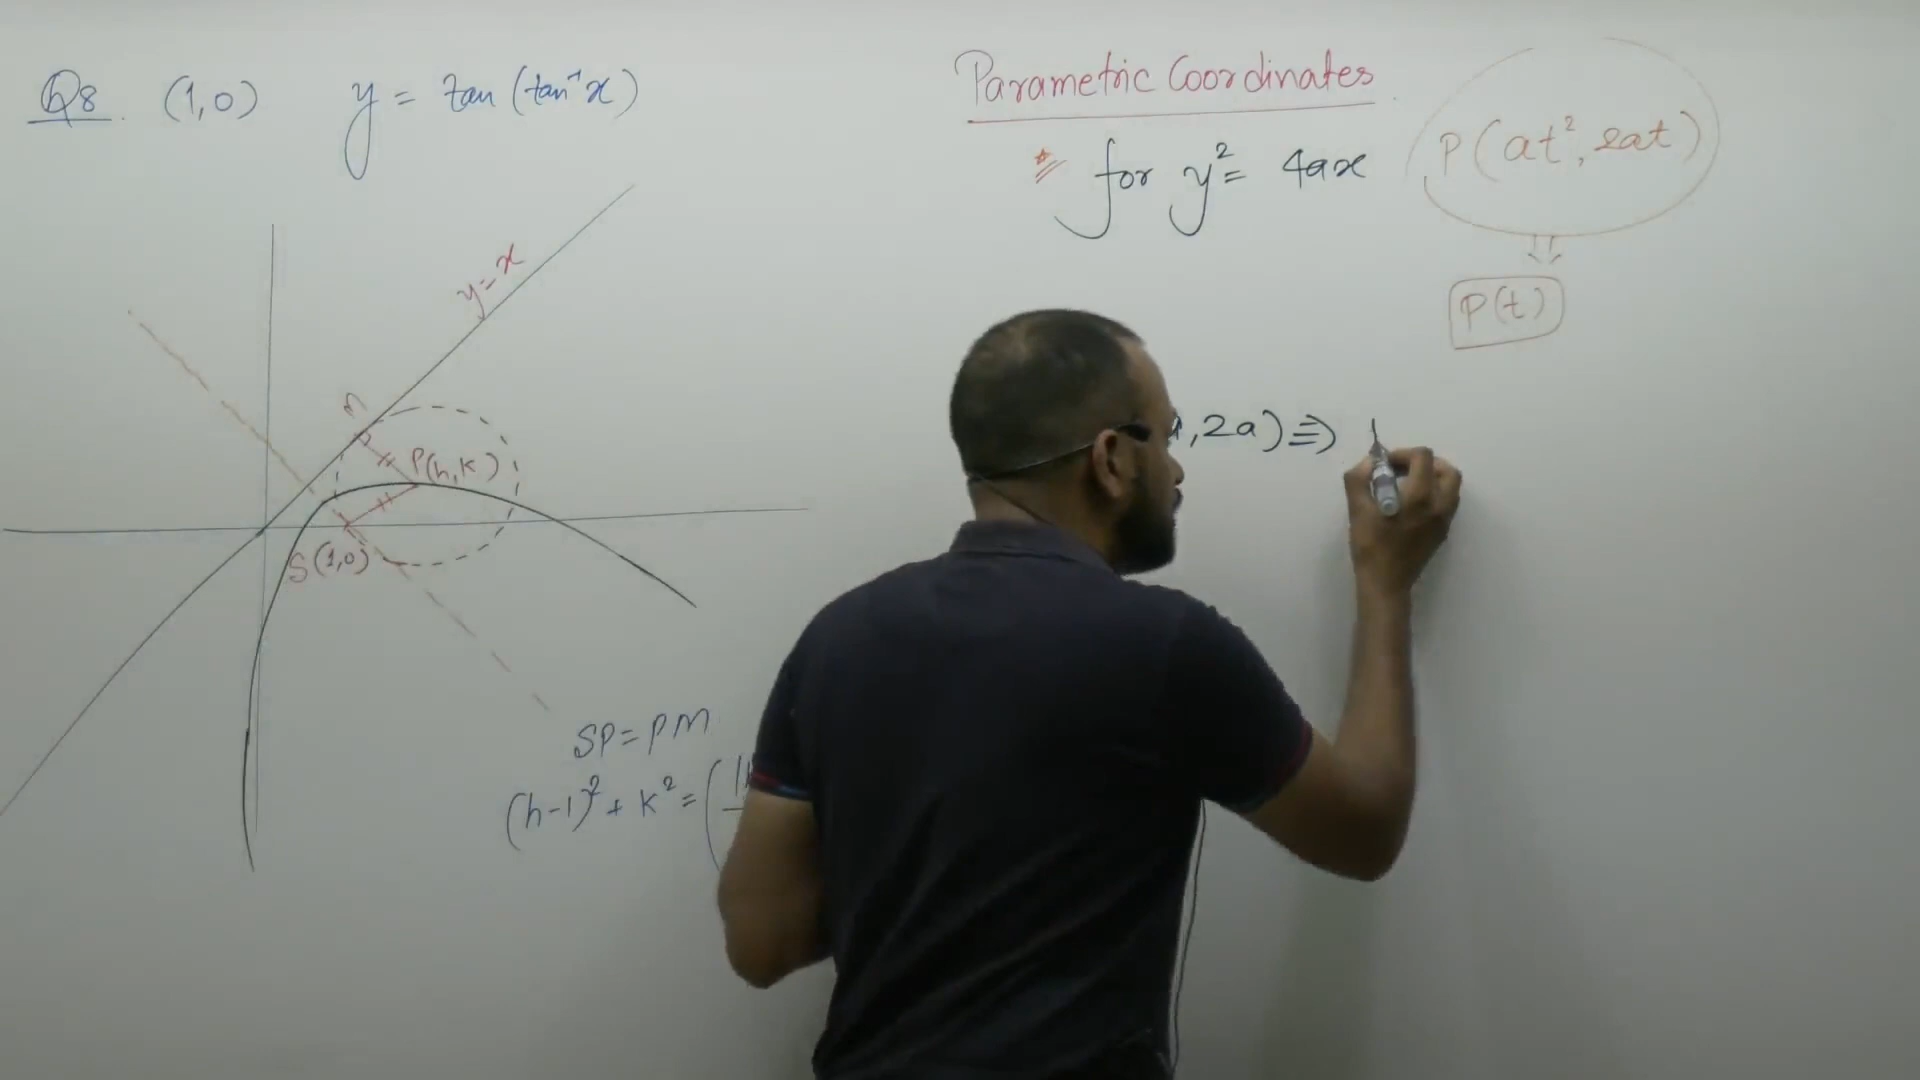 Q8. (1,0) y = tan (tan⁻¹x)
y=x
M
P(h,k)
S(1,0)
SP=PM
(h-1)²+k²=(
Parametric Coordinates
* for y²= 4ax P(at², 2at)
P(t)
,2a)⇒